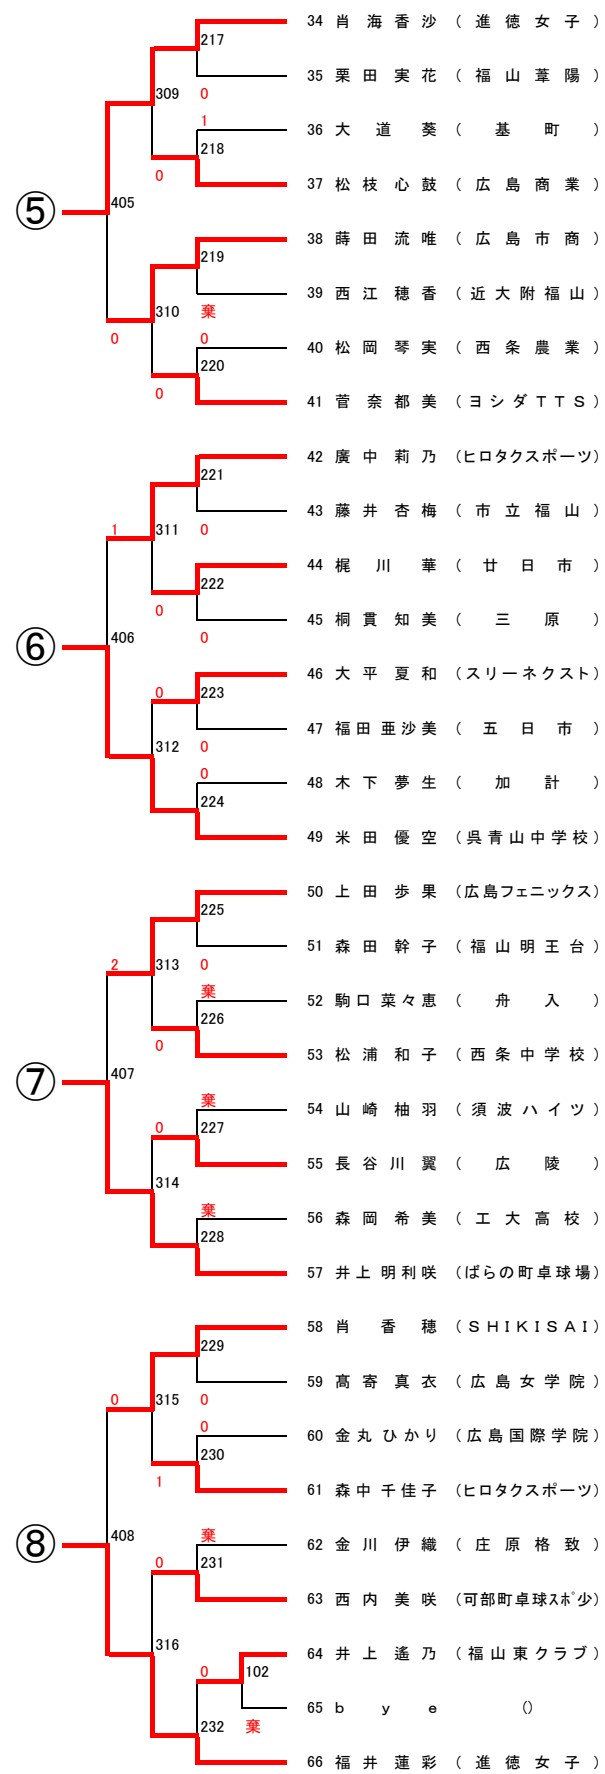 34 肖 海 香 沙 ( 進 徳 女 子 )
217
35 栗 田 実 花 ( 福 山 葦 陽 )
309 0
1
36 大 道 葵 ( 基 町 )
218
0
37 松 枝 心 鼓 ( 広 島 商 業 )
⑤ 405
38 蒔 田 流 唯 ( 広 島 市 商 )
219
39 西 江 穂 香 ( 近 大 附 福 山 )
310 棄
0 0
40 松 岡 琴 実 ( 西 条 農 業 )
220
0
41 菅 奈 都 美 ( ヨ シ ダ T T S )
42 廣 中 莉 乃 (ヒロタクスポーツ)
221
43 藤 井 杏 梅 ( 市 立 福 山 )
1 311 0
44 梶 川 華 ( 廿 日 市 )
222
0
45 桐 貫 知 美 ( 三 原 )
⑥ 406 0
46 大 平 夏 和 (スリーネクスト)
0 223
47 福 田 亜 沙 美 ( 五 日 市 )
312 0
0
48 木 下 夢 生 ( 加 計 )
224
49 米 田 優 空 ( 呉 青 山 中 学 校 )
50 上 田 歩 果 (広島フェニックス)
225
51 森 田 幹 子 ( 福 山 明 王 台 )
2 313 0
棄
52 駒 口 菜 々 恵 ( 舟 入 )
226
0
53 松 浦 和 子 ( 西 条 中 学 校 )
⑦ 407
棄
54 山 崎 柚 羽 ( 須 波 ハ イ ツ )
0 227
55 長 谷 川 翼 ( 広 陵 )
314
棄
56 森 岡 希 美 ( 工 大 高 校 )
228
57 井 上 明 利 咲 (ばらの町卓球場)
58 肖 香 穂 ( S H I K I S A I )
229
59 髙 寄 真 衣 ( 広 島 女 学 院 )
0 315 0
0
60 金 丸 ひ か り ( 広 島 国 際 学 院 )
230
1
61 森 中 千 佳 子 (ヒロタクスポーツ)
⑧ 408
棄
62 金 川 伊 織 ( 庄 原 格 致 )
0 231
63 西 内 美 咲 (可部町卓球スポ少)
316
64 井 上 遙 乃 ( 福 山 東 ク ラ ブ )
0 102
65 b y e ()
232 棄
66 福 井 蓮 彩 ( 進 徳 女 子 )